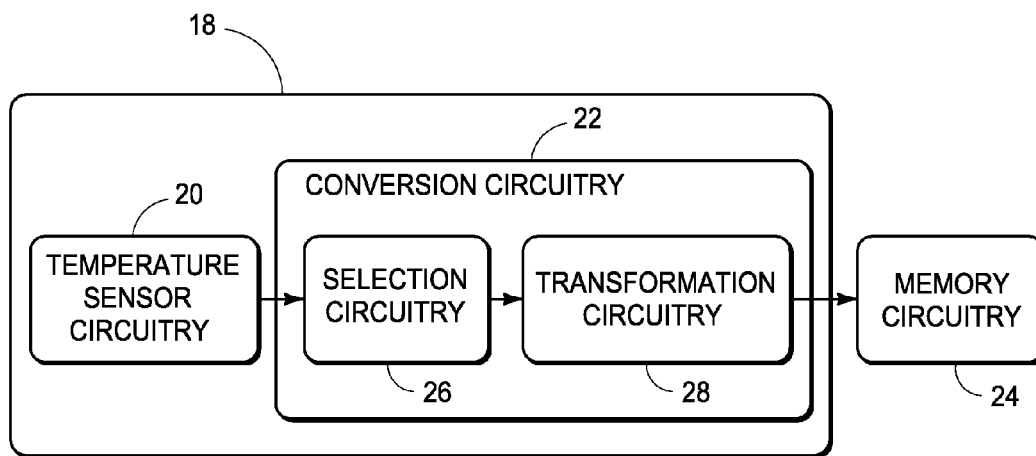 18
22
CONVERSION CIRCUITRY
20
TEMPERATURE
SENSOR
CIRCUITRY
SELECTION
CIRCUITRY
TRANSFORMATION
CIRCUITRY
MEMORY
CIRCUITRY
26
28
24